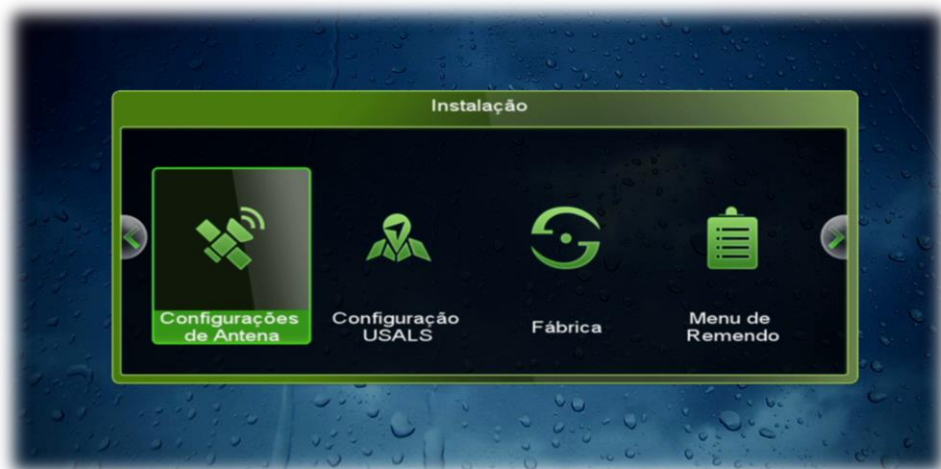 Instalação
Configurações
de Antena
Configuração
USALS
Fábrica
Menu de
Remendo